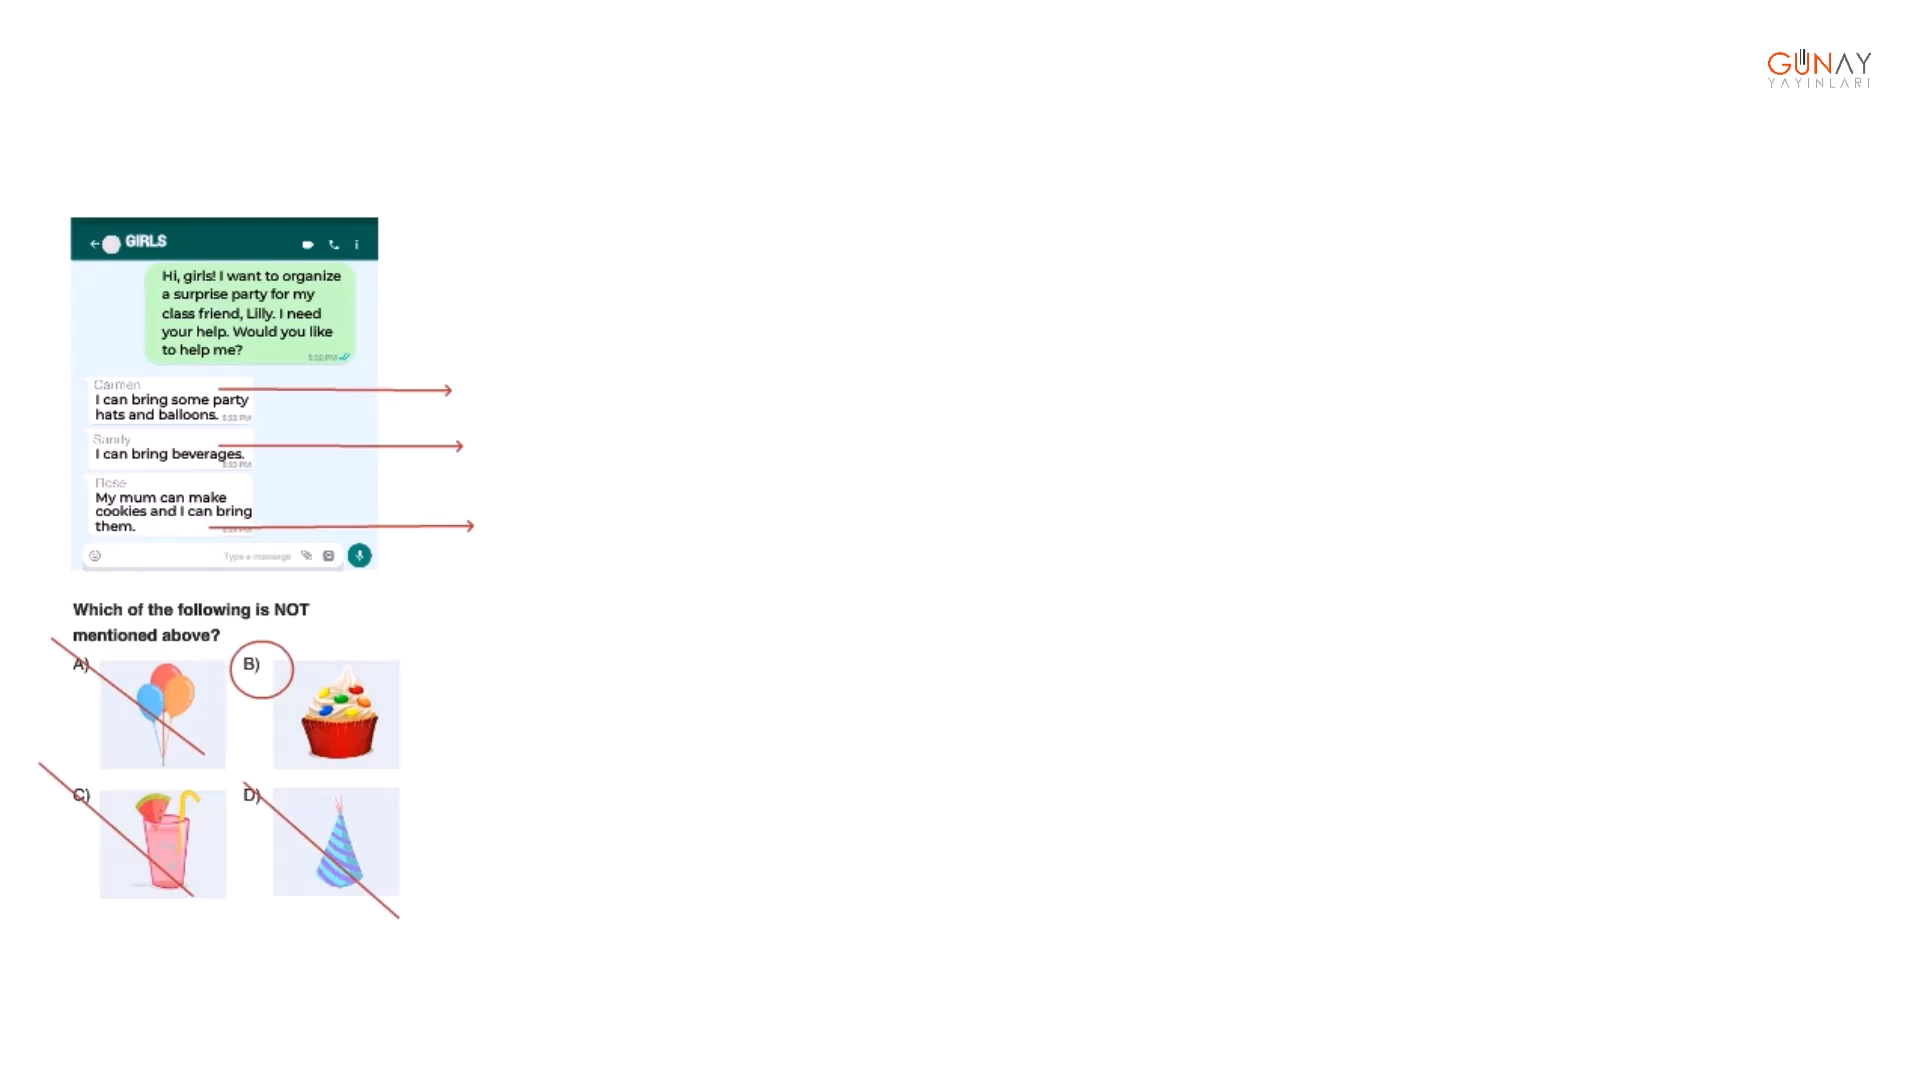 GÜNAY
YAYINLARI
GIRLS
Hi, girls! I want to organize
a surprise party for my
class friend, Lilly. I need
your help. Would you like
to help me?
Carmen
I can bring some party
hats and balloons.
Sandy
I can bring beverages.
Rose
My mum can make
cookies and I can bring
them.
Type a message
Which of the following is NOT
mentioned above?
A)
B)
C)
D)